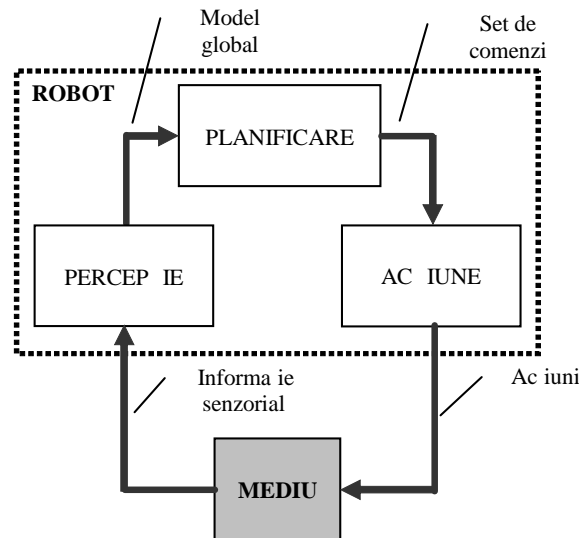 Model
global
Set de
comenzi
ROBOT
PLANIFICARE
PERCEP IE
AC IUNE
Informa ie
senzorial
Ac iuni
MEDIU